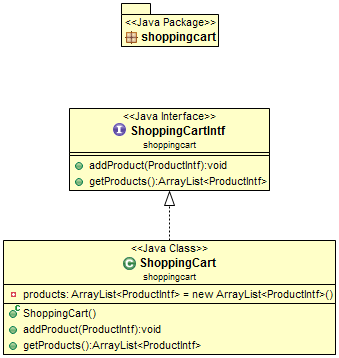 <<Java Package>>
shoppingcart
<<Java Interface>>
ShoppingCartIntf
shoppingcart
addProduct(ProductIntf):void
getProducts():ArrayList<ProductIntf>
<<Java Class>>
ShoppingCart
shoppingcart
products: ArrayList<ProductIntf> = new ArrayList<ProductIntf>()
ShoppingCart()
addProduct(ProductIntf):void
getProducts():ArrayList<ProductIntf>